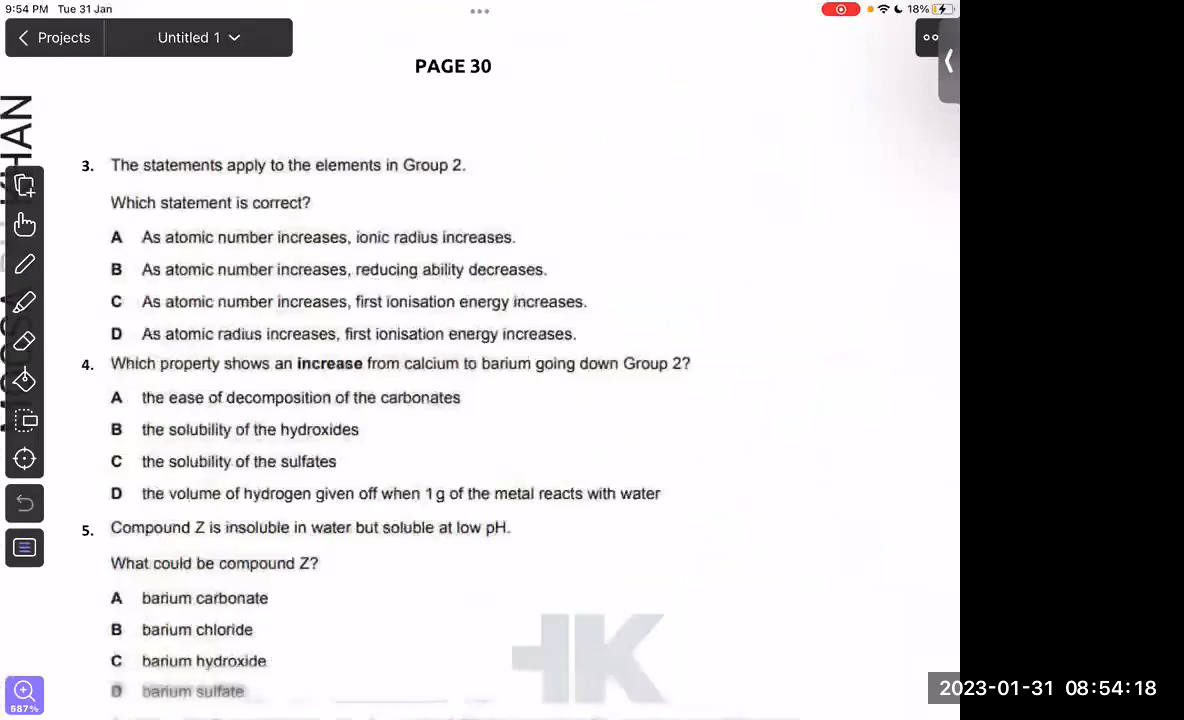 9:54 PM Tue 31 Jan
18%
Projects
Untitled 1
PAGE 30
KHAN
3. The statements apply to the elements in Group 2.
Which statement is correct?
A As atomic number increases, ionic radius increases.
B As atomic number increases, reducing ability decreases.
C As atomic number increases, first ionisation energy increases.
D As atomic radius increases, first ionisation energy increases.
4. Which property shows an increase from calcium to barium going down Group 2?
A the ease of decomposition of the carbonates
B the solubility of the hydroxides
C the solubility of the sulfates
D the volume of hydrogen given off when 1 g of the metal reacts with water
5. Compound Z is insoluble in water but soluble at low pH.
What could be compound Z?
A barium carbonate
B barium chloride
C barium hydroxide
D barium sulfate
587%
2023-01-31 08:54:18